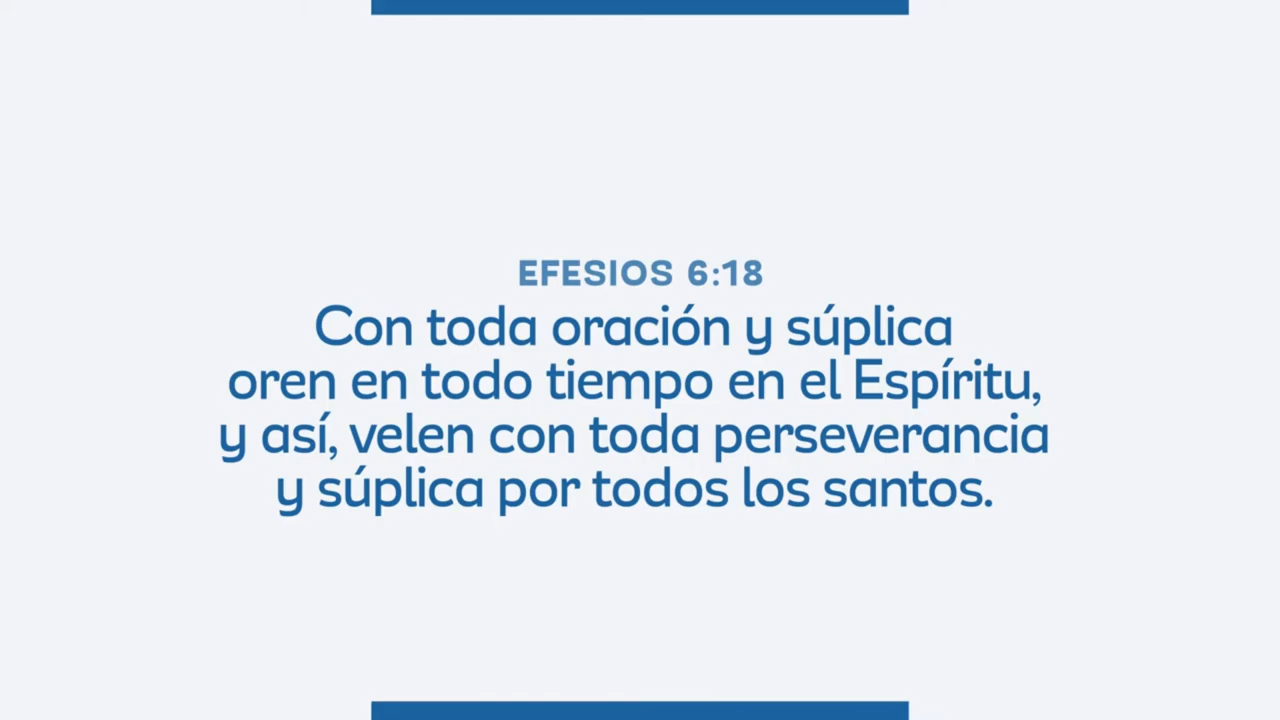 EFESIOS 6:18
Con toda oración y súplica
oren en todo tiempo en el Espíritu,
y así, velen con toda perseverancia
y súplica por todos los santos.